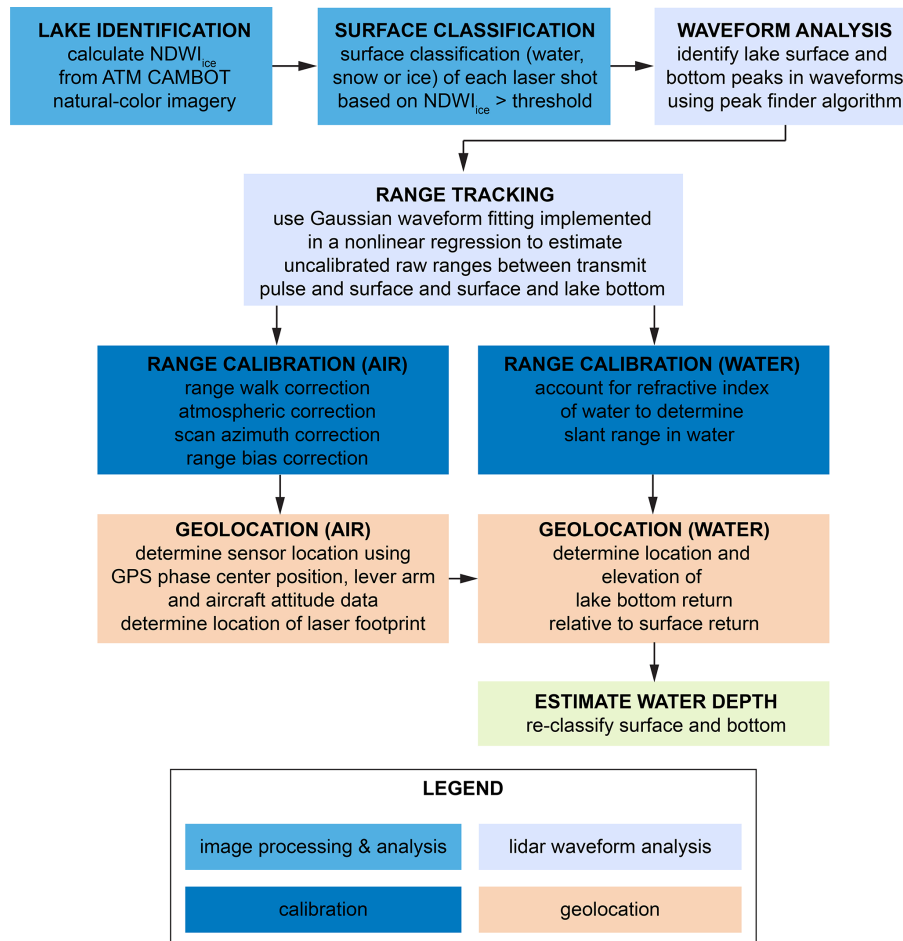 LAKE IDENTIFICATION
calculate NDWIice
from ATM CAMBOT
natural-color imagery
SURFACE CLASSIFICATION
surface classification (water,
snow or ice) of each laser shot
based on NDWIice > threshold
WAVEFORM ANALYSIS
identify lake surface and
bottom peaks in waveforms
using peak finder algorithm
RANGE TRACKING
use Gaussian waveform fitting implemented
in a nonlinear regression to estimate
uncalibrated raw ranges between transmit
pulse and surface and surface and lake bottom
RANGE CALIBRATION (AIR)
range walk correction
atmospheric correction
scan azimuth correction
range bias correction
RANGE CALIBRATION (WATER)
account for refractive index
of water to determine
slant range in water
GEOLOCATION (AIR)
determine sensor location using
GPS phase center position, lever arm
and aircraft attitude data
determine location of laser footprint
GEOLOCATION (WATER)
determine location and
elevation of
lake bottom return
relative to surface return
ESTIMATE WATER DEPTH
re-classify surface and bottom
LEGEND
image processing & analysis
lidar waveform analysis
calibration
geolocation